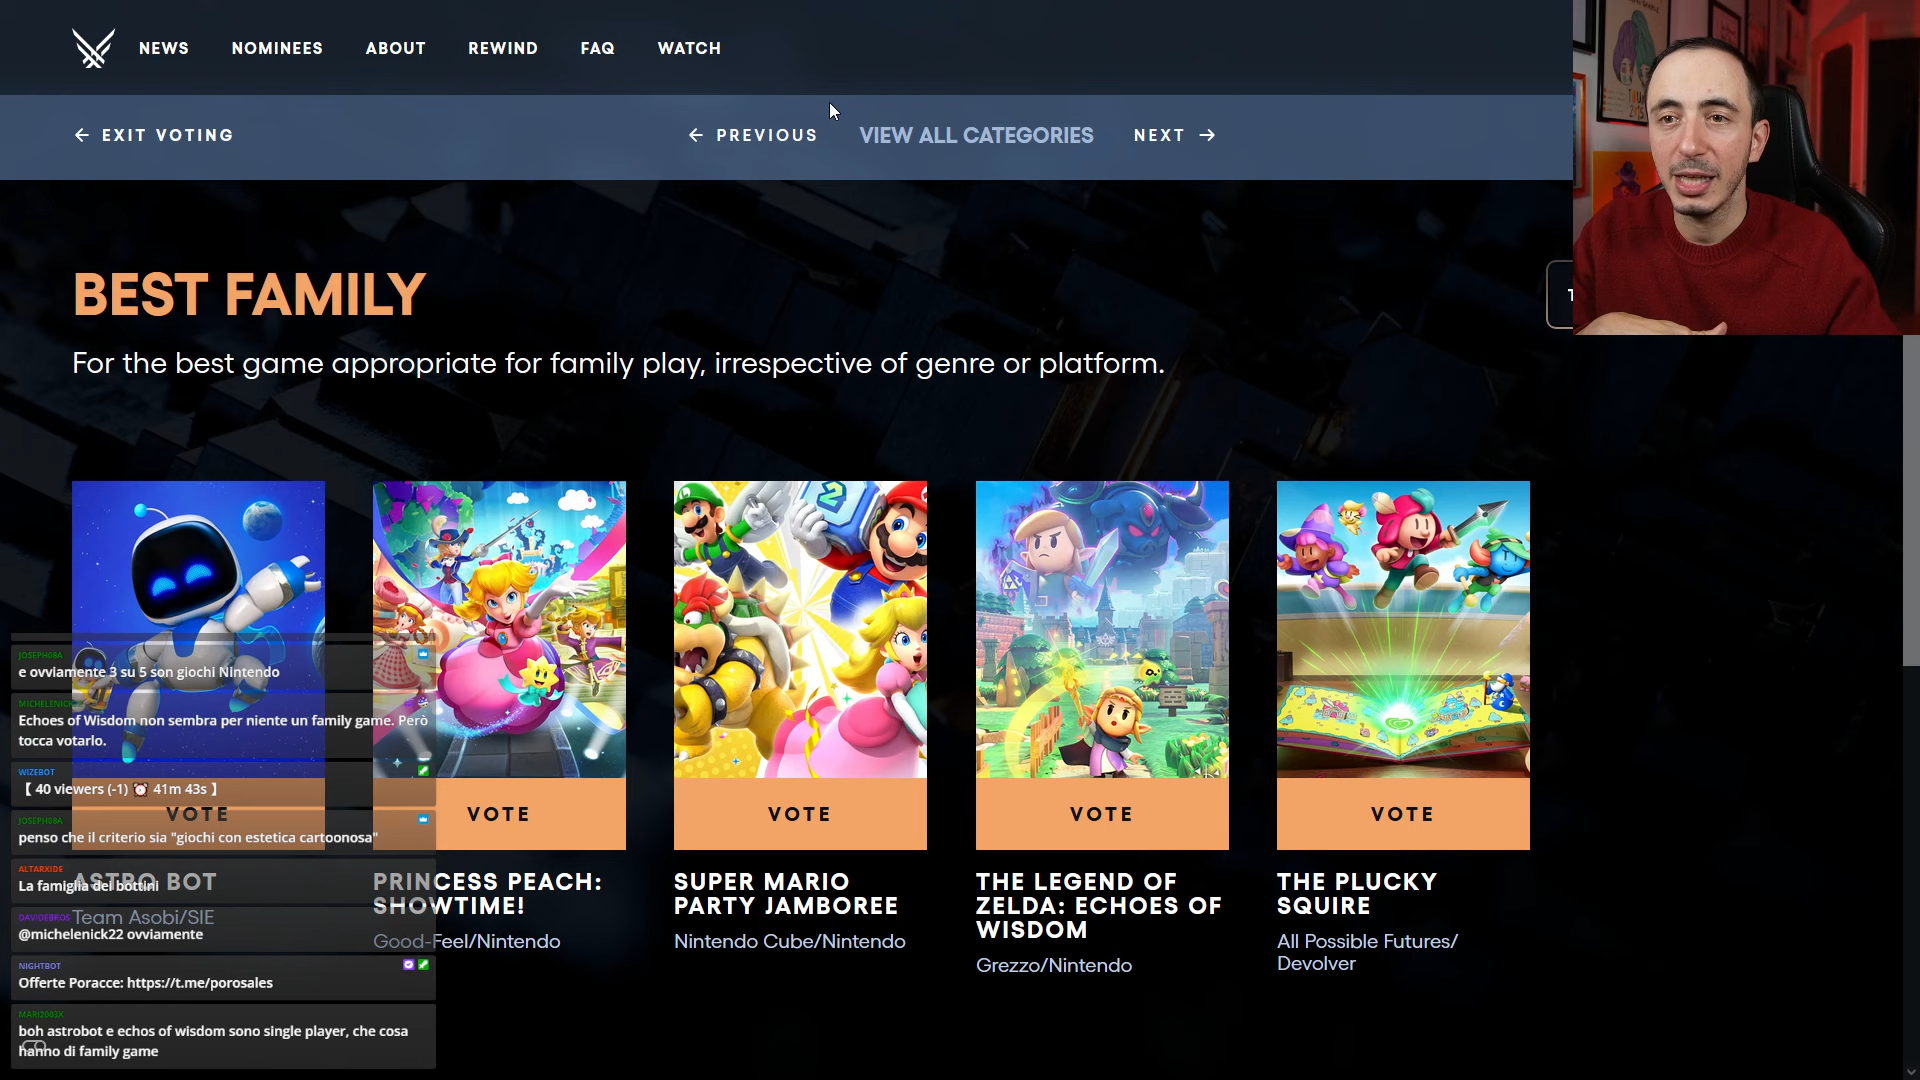 NEWS
NOMINEES
ABOUT
REWIND
FAQ
WATCH
← EXIT VOTING
← PREVIOUS
VIEW ALL CATEGORIES
NEXT →
BEST FAMILY
For the best game appropriate for family play, irrespective of genre or platform.
VOTE
VOTE
VOTE
VOTE
VOTE
ASTRO BOT
Team Asobi/SIE
PRINCESS PEACH:
SHOWTIME!
Good-Feel/Nintendo
SUPER MARIO
PARTY JAMBOREE
Nintendo Cube/Nintendo
THE LEGEND OF
ZELDA: ECHOES OF
WISDOM
Grezzo/Nintendo
THE PLUCKY
SQUIRE
All Possible Futures/
Devolver
JOSEPH08A
e ovviamente 3 su 5 son giochi Nintendo
Echoes of Wisdom non sembra per niente un family game. Però
tocca votarlo.
WIZEBOT
【 40 viewers (-1) ⏰ 41m 43s 】
JOSEPH08A
penso che il criterio sia "giochi con estetica cartoonosa"
ALTARXIDE
La famiglia dei bottini
DAVIDEBROS
@michelenick22 ovviamente
NIGHTBOT
Offerte Poracce: https://t.me/porosales
MARI2003X
boh astrobot e echos of wisdom sono single player, che cosa
hanno di family game